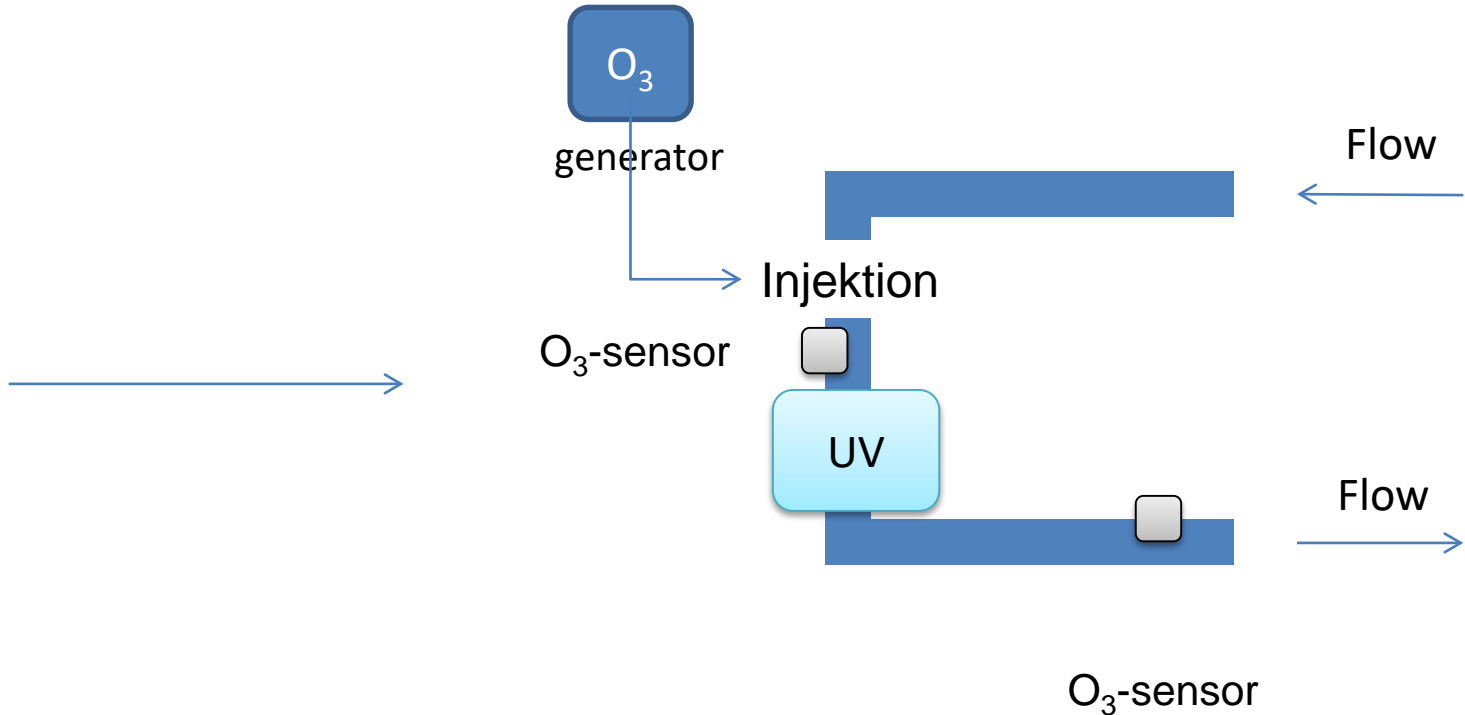 O₃
generator
Flow
Injektion
O₃-sensor
UV
Flow
O₃-sensor